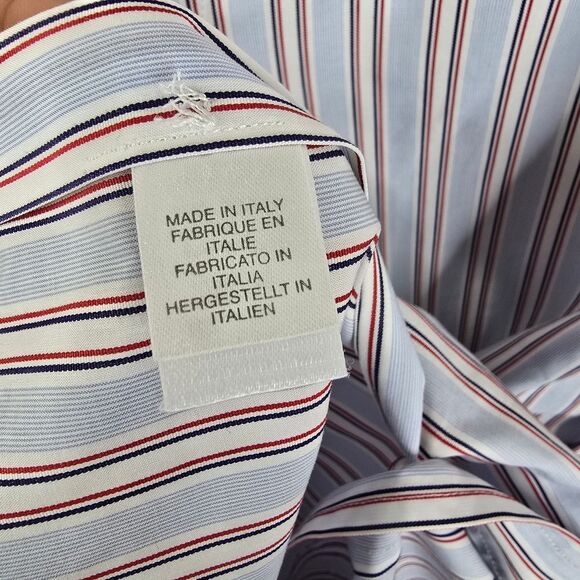 MADE IN ITALY
FABRIQUE EN
ITALIE
FABRICATO IN
ITALIA
HERGESTELLT IN
ITALIEN